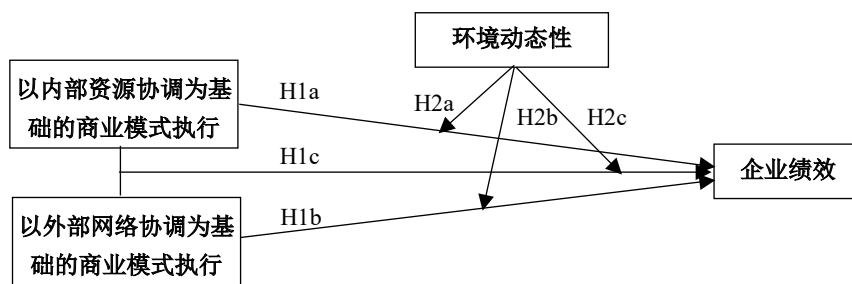 环境动态性
以内部资源协调为基
础的商业模式执行
H1a
H2a
H2b
H2c
H1c
企业绩效
以外部网络协调为基
础的商业模式执行
H1b